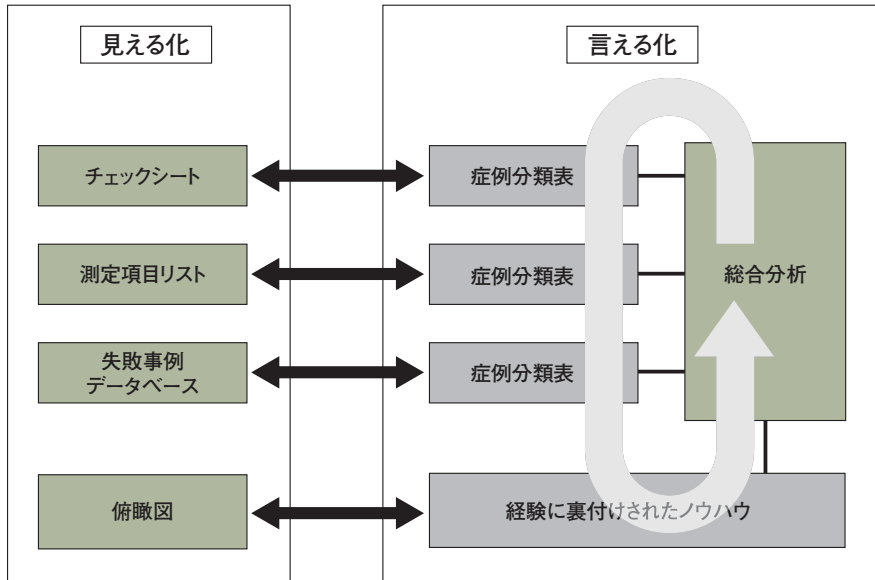 見える化
言える化
チェックシート
症例分類表
測定項目リスト
症例分類表
総合分析
失敗事例
データベース
症例分類表
俯瞰図
経験に裏付けされたノウハウ